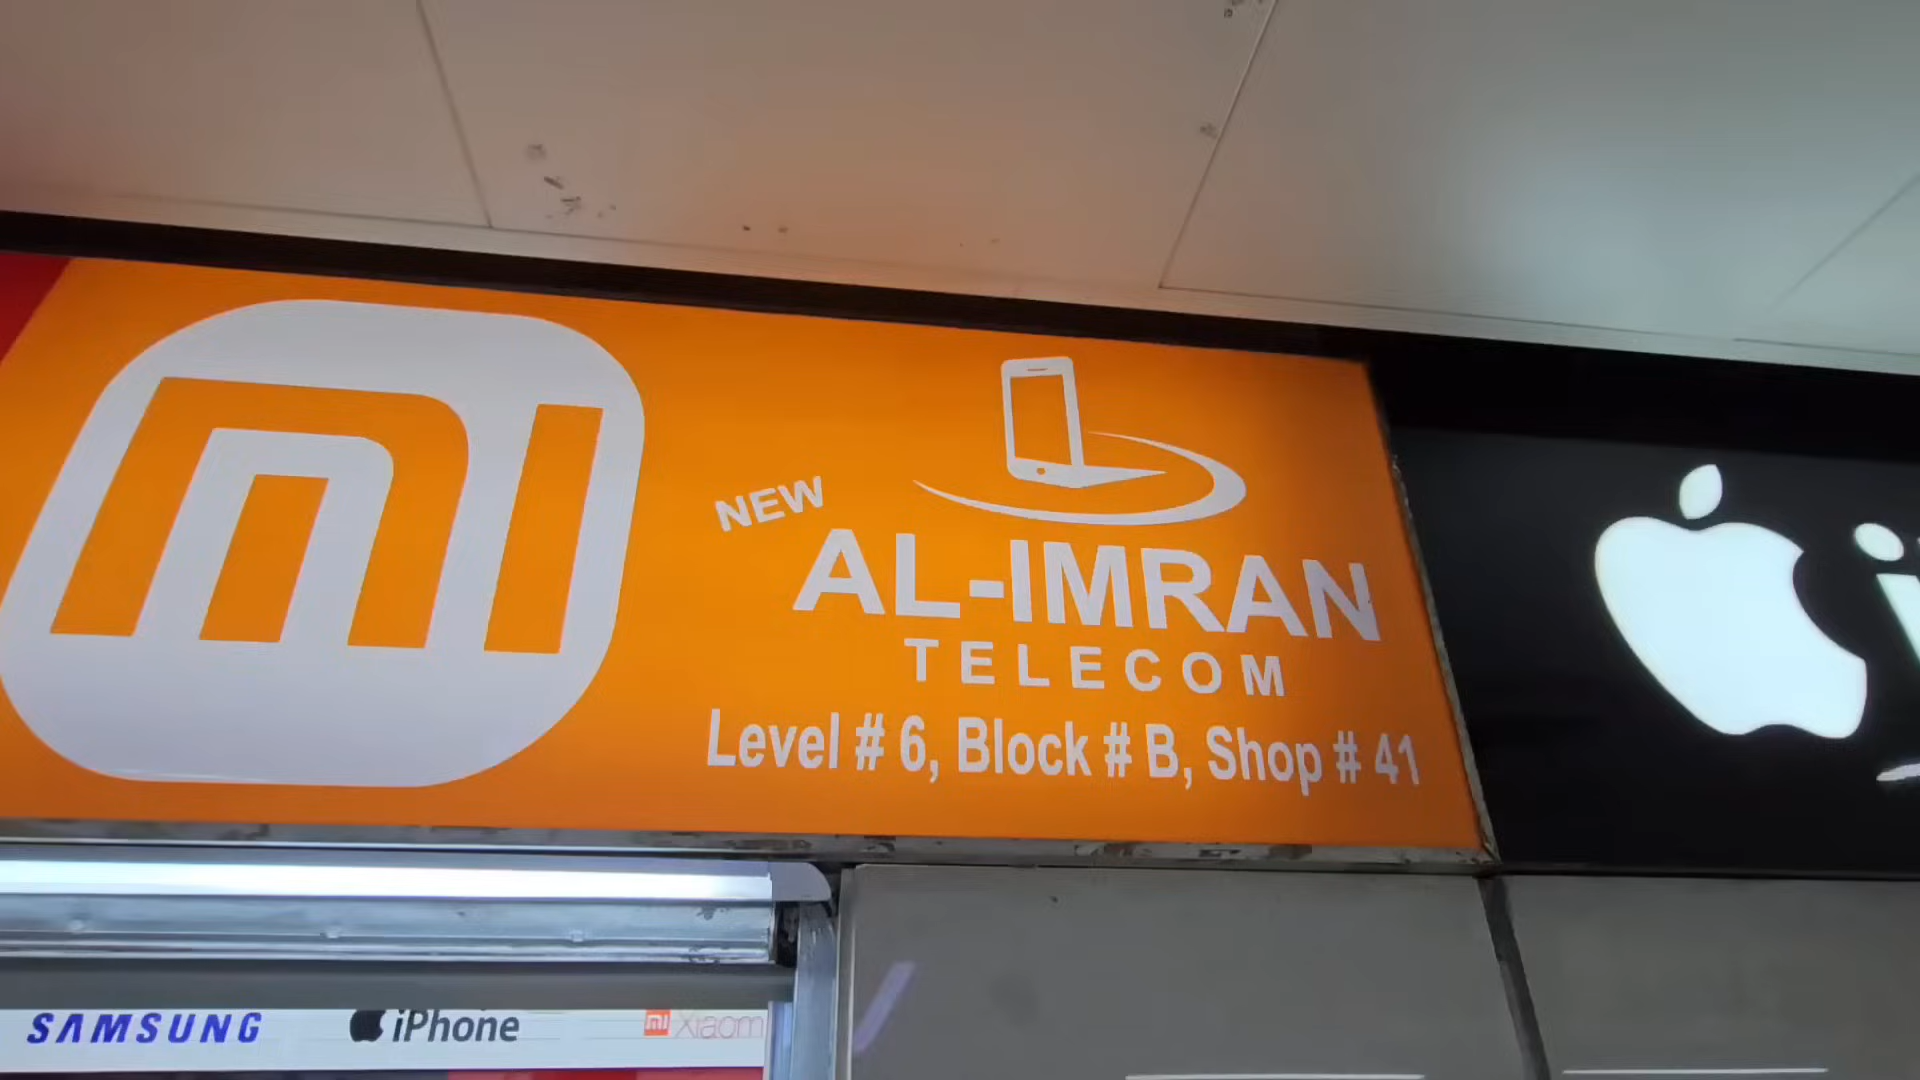 mi
NEW
AL-IMRAN
TELECOM
Level # 6, Block # B, Shop # 41
SAMSUNG
iPhone
mi Xiaomi